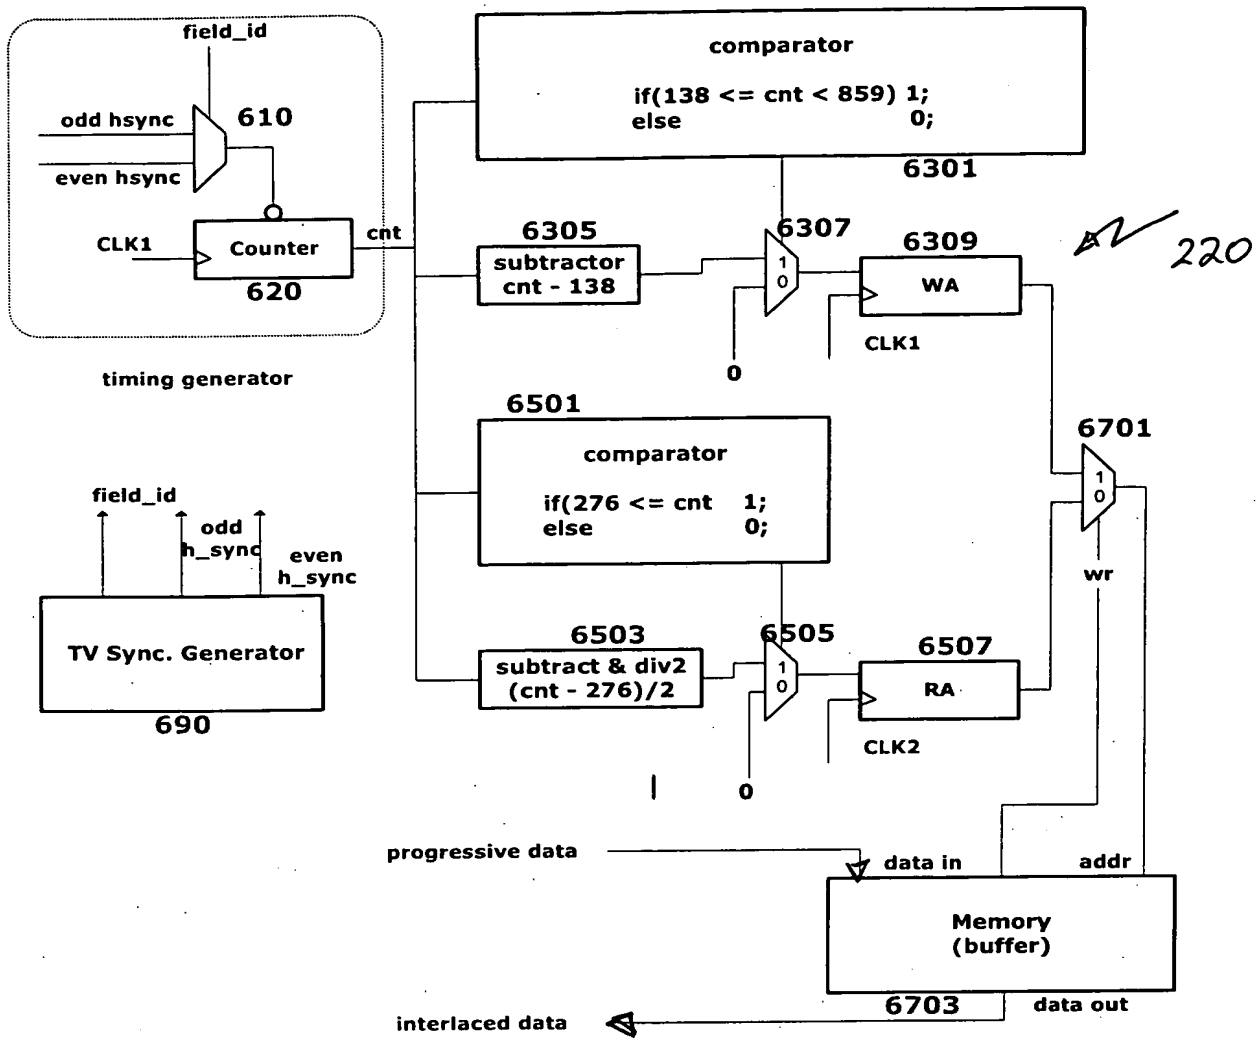 field_id
610
odd hsync
even hsync
CLK1
Counter
cnt
620
timing generator
comparator
if(138 <= cnt < 859) 1;
else 0;
6301
6305
subtractor
cnt - 138
6307
1
0
0
6309
WA
CLK1
220
6501
comparator
if(276 <= cnt 1;
else 0;
6701
1
0
wr
field_id
odd
h_sync
even
h_sync
TV Sync. Generator
690
6503
subtract & div2
(cnt - 276)/2
6505
1
0
0
6507
RA
CLK2
progressive data
data in
addr
Memory
(buffer)
6703
data out
interlaced data